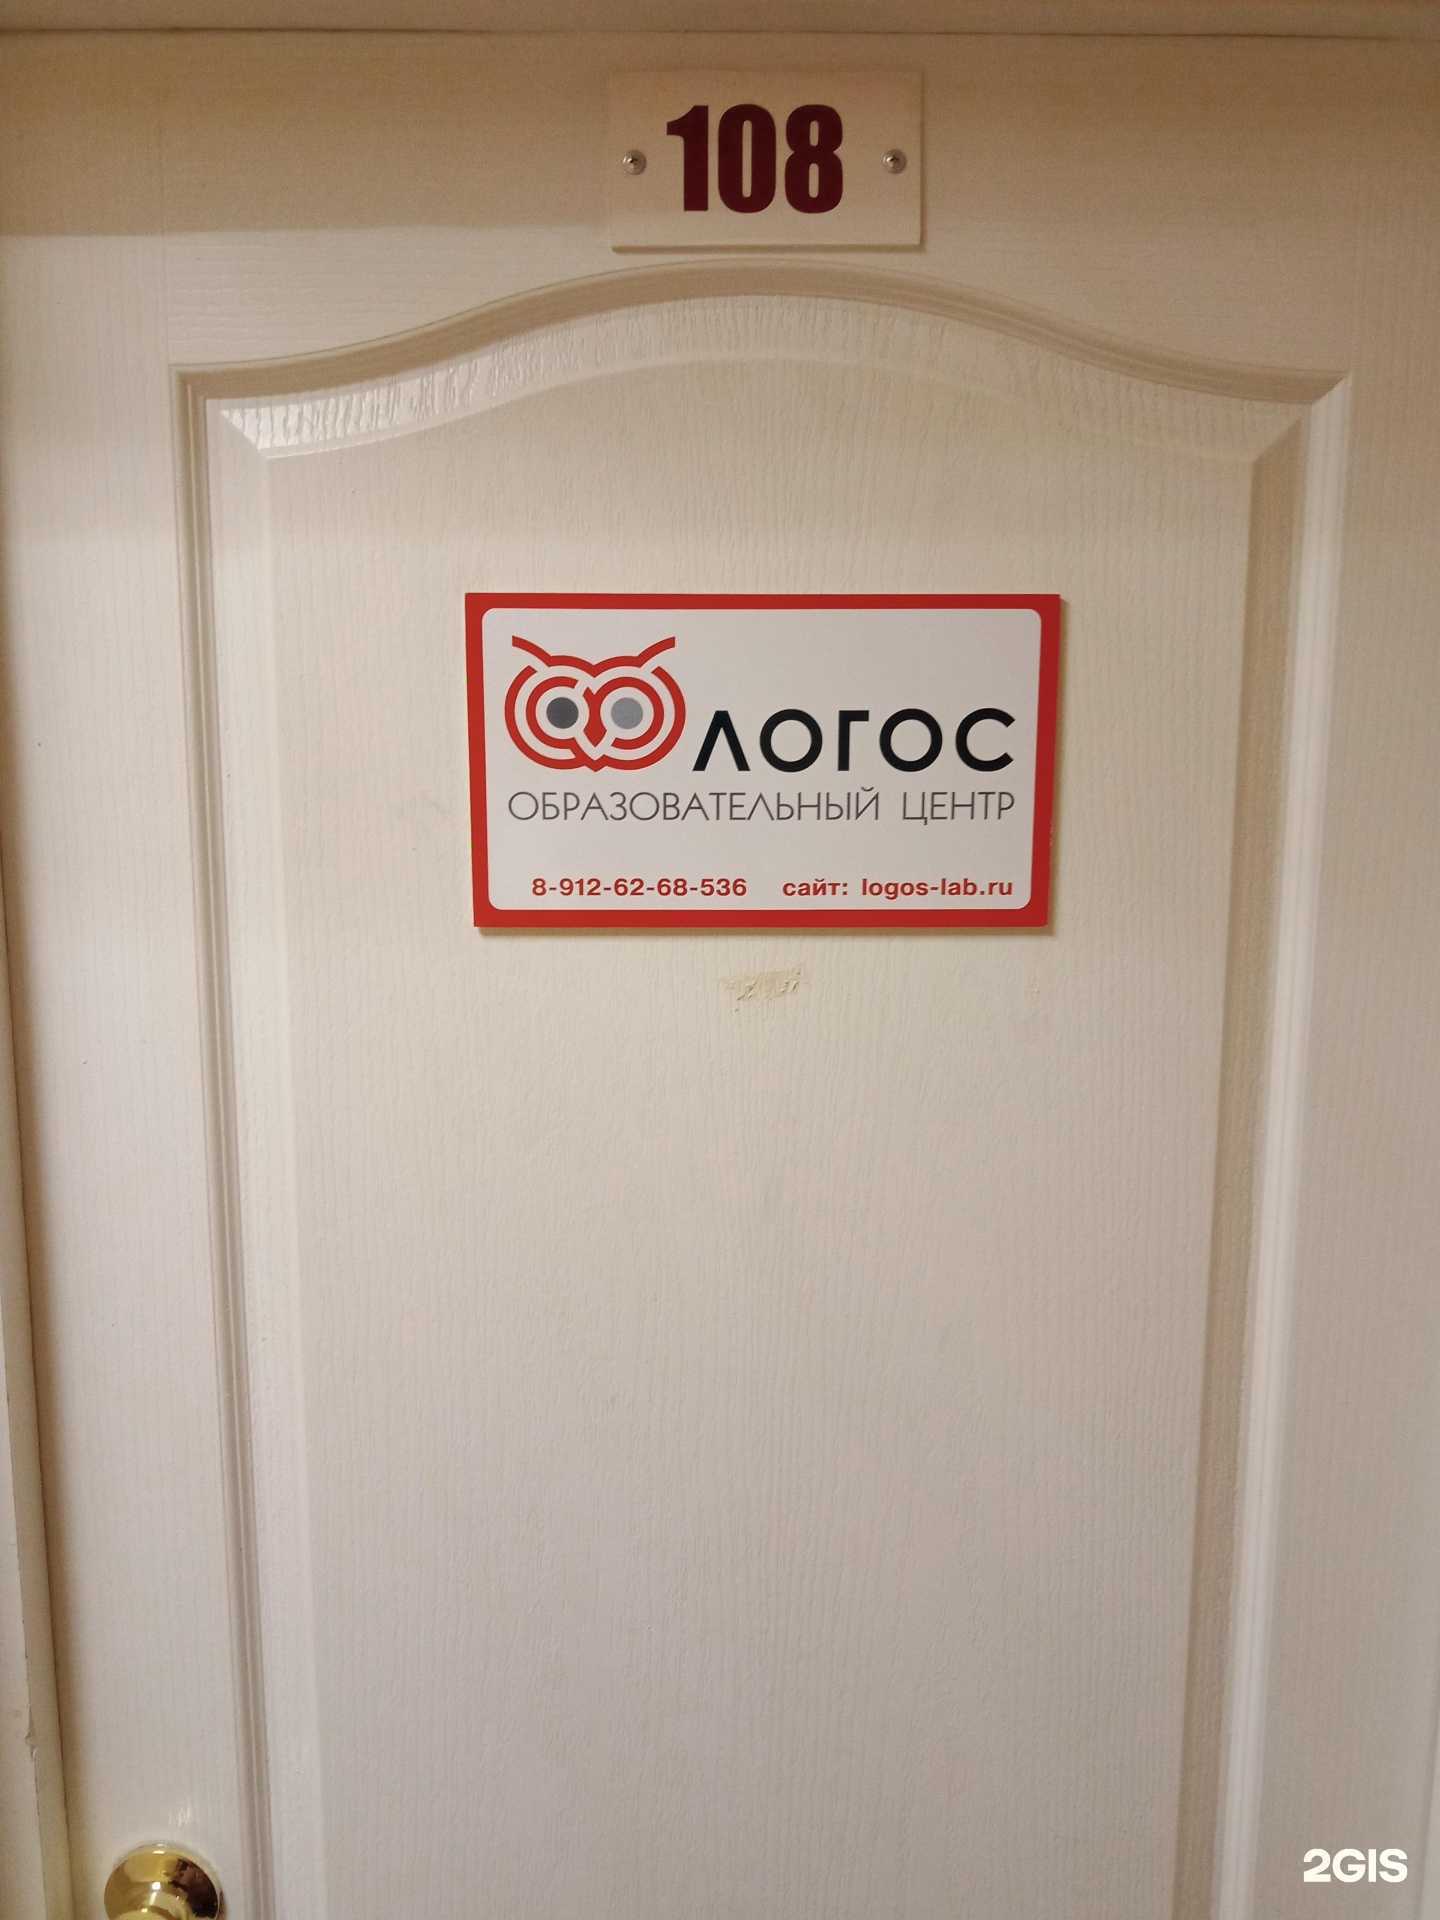 108
ЛОГОС
ОБРАЗОВАТЕЛЬНЫЙ ЦЕНТР
8-912-62-68-536 сайт: logos-lab.ru
2GIS